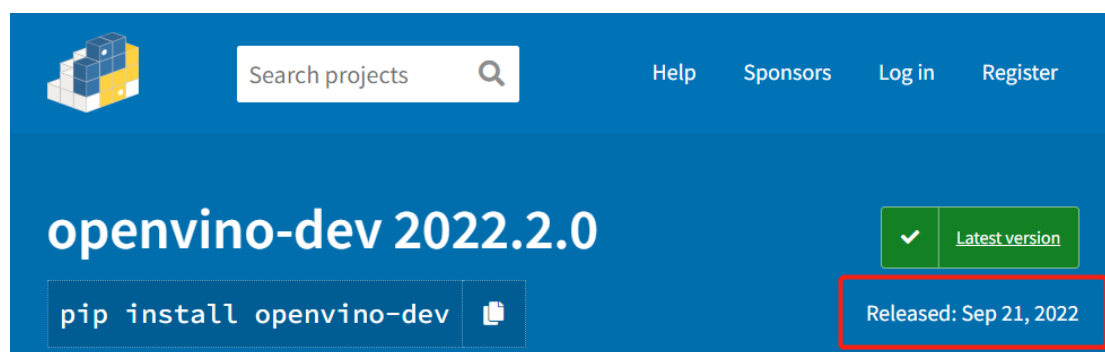 Search projects
Help Sponsors Log in Register
openvino-dev 2022.2.0
Latest version
pip install openvino-dev
Released: Sep 21, 2022